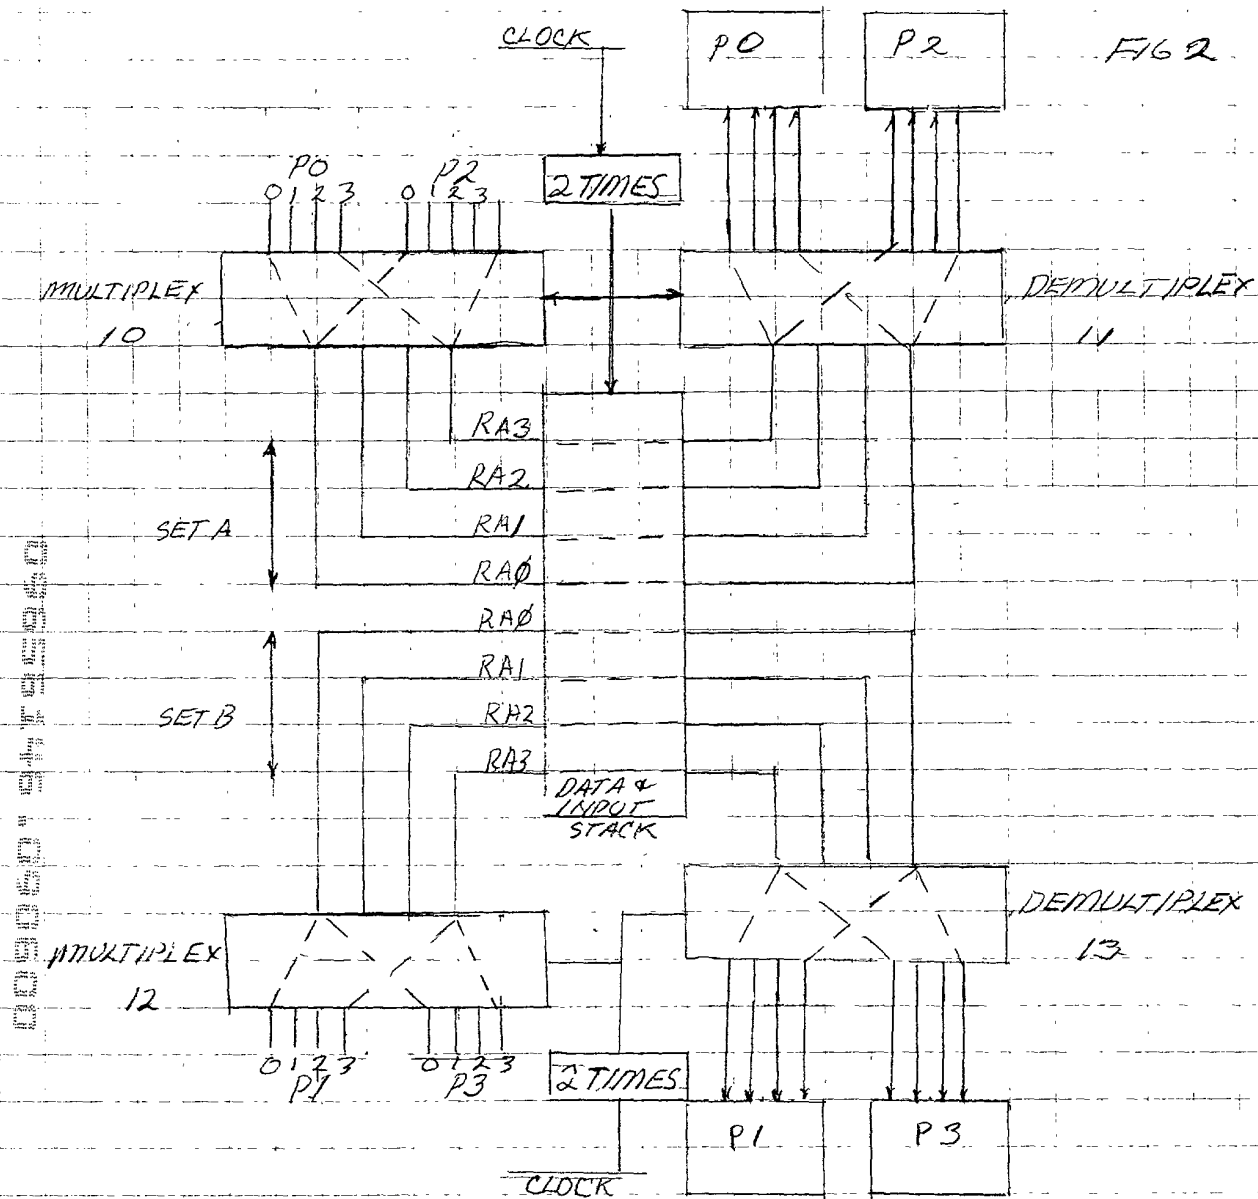 CLOCK
P0
P2
FIG 2
P0
P2
0 1 2 3
0 1 2 3
2 TIMES
MULTIPLEX
10
DEMULTIPLEX
11
RA3
RA2
SET A
RA1
RAØ
RAØ
RA1
SET B
RA2
RA3
DATA &
INPUT
STACK
MULTIPLEX
12
DEMULTIPLEX
13
0 1 2 3
0 1 2 3
P1
P3
2 TIMES
P1
P3
CLOCK